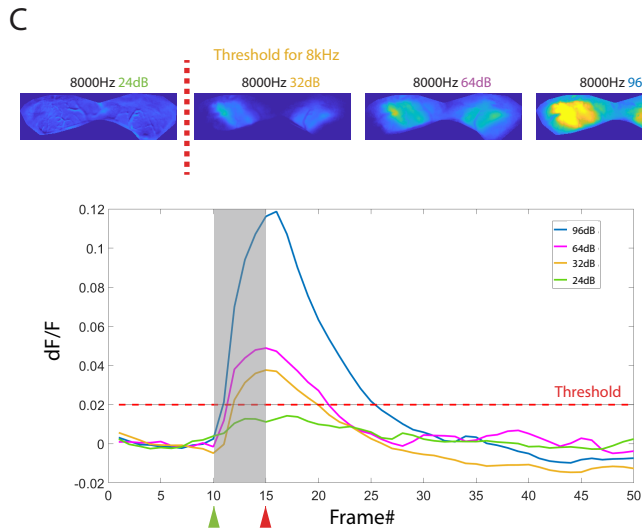 C
Threshold for 8kHz
8000Hz 24dB
8000Hz 32dB
8000Hz 64dB
8000Hz 96
dF/F
0.12
0.1
0.08
0.06
0.04
0.02
0
-0.02
96dB
64dB
32dB
24dB
Threshold
0 5 10 15 20 25 30 35 40 45 50
Frame#